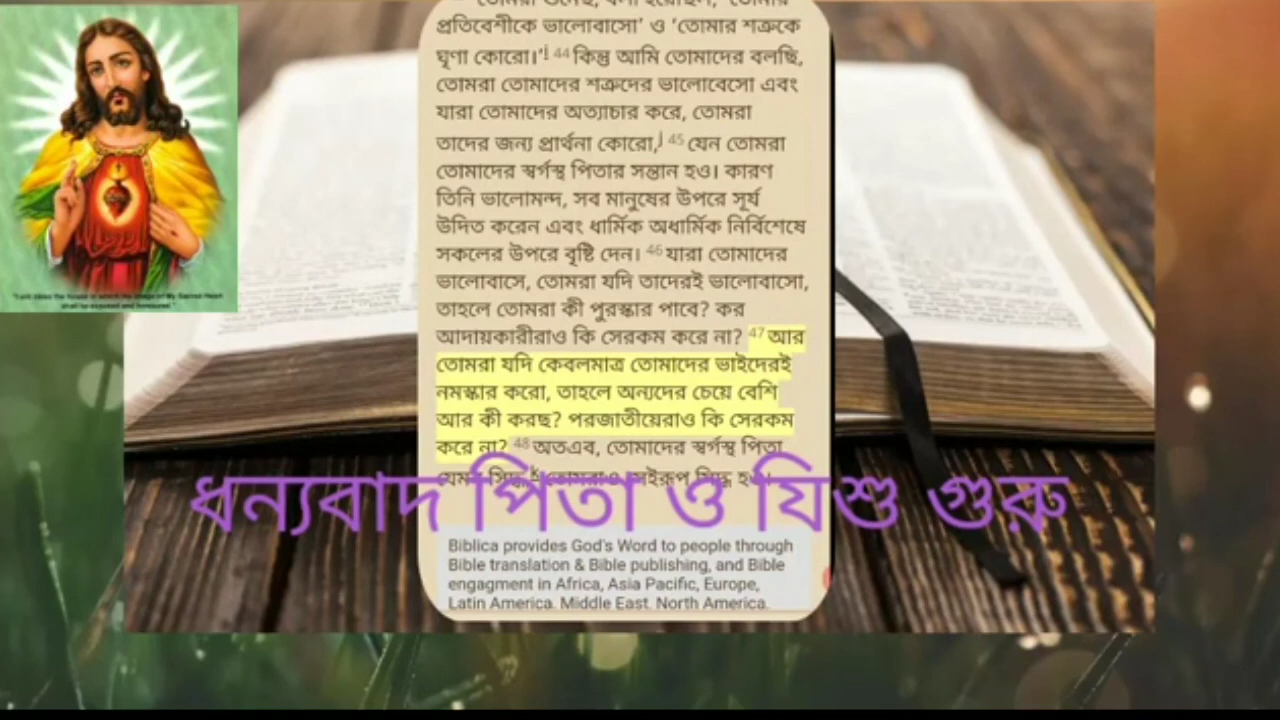 প্রতিবেশীকে ভালোবাসো’ ও ‘তোমার শত্রুকে
ঘৃণা কোরো।’ 44 কিন্তু আমি তোমাদের বলছি,
তোমরা তোমাদের শত্রুদের ভালোবেসো এবং
যারা তোমাদের অত্যাচার করে, তোমরা
তাদের জন্য প্রার্থনা কোরো, 45 যেন তোমরা
তোমাদের স্বর্গস্থ পিতার সন্তান হও। কারণ
তিনি ভালোমন্দ, সব মানুষের উপরে সূর্য
উদিত করেন এবং ধার্মিক অধার্মিক নির্বিশেষে
সকলের উপরে বৃষ্টি দেন। 46 যারা তোমাদের
ভালোবাসে, তোমরা যদি তাদেরই ভালোবাসো,
তাহলে তোমরা কী পুরস্কার পাবে? কর
আদায়কারীরাও কি সেরকম করে না? 47 আর
তোমরা যদি কেবলমাত্র তোমাদের ভাইদেরই
নমস্কার করো, তাহলে অন্যদের চেয়ে বেশি
আর কী করছ? পরজাতীয়েরাও কি সেরকম
করে না? 48 অতএব, তোমাদের স্বর্গস্থ পিতা
ধন্যবাদ পিতা ও যিশু গুরু
Biblica provides God's Word to people through
Bible translation & Bible publishing, and Bible
engagment in Africa, Asia Pacific, Europe,
Latin America, Middle East, North America,